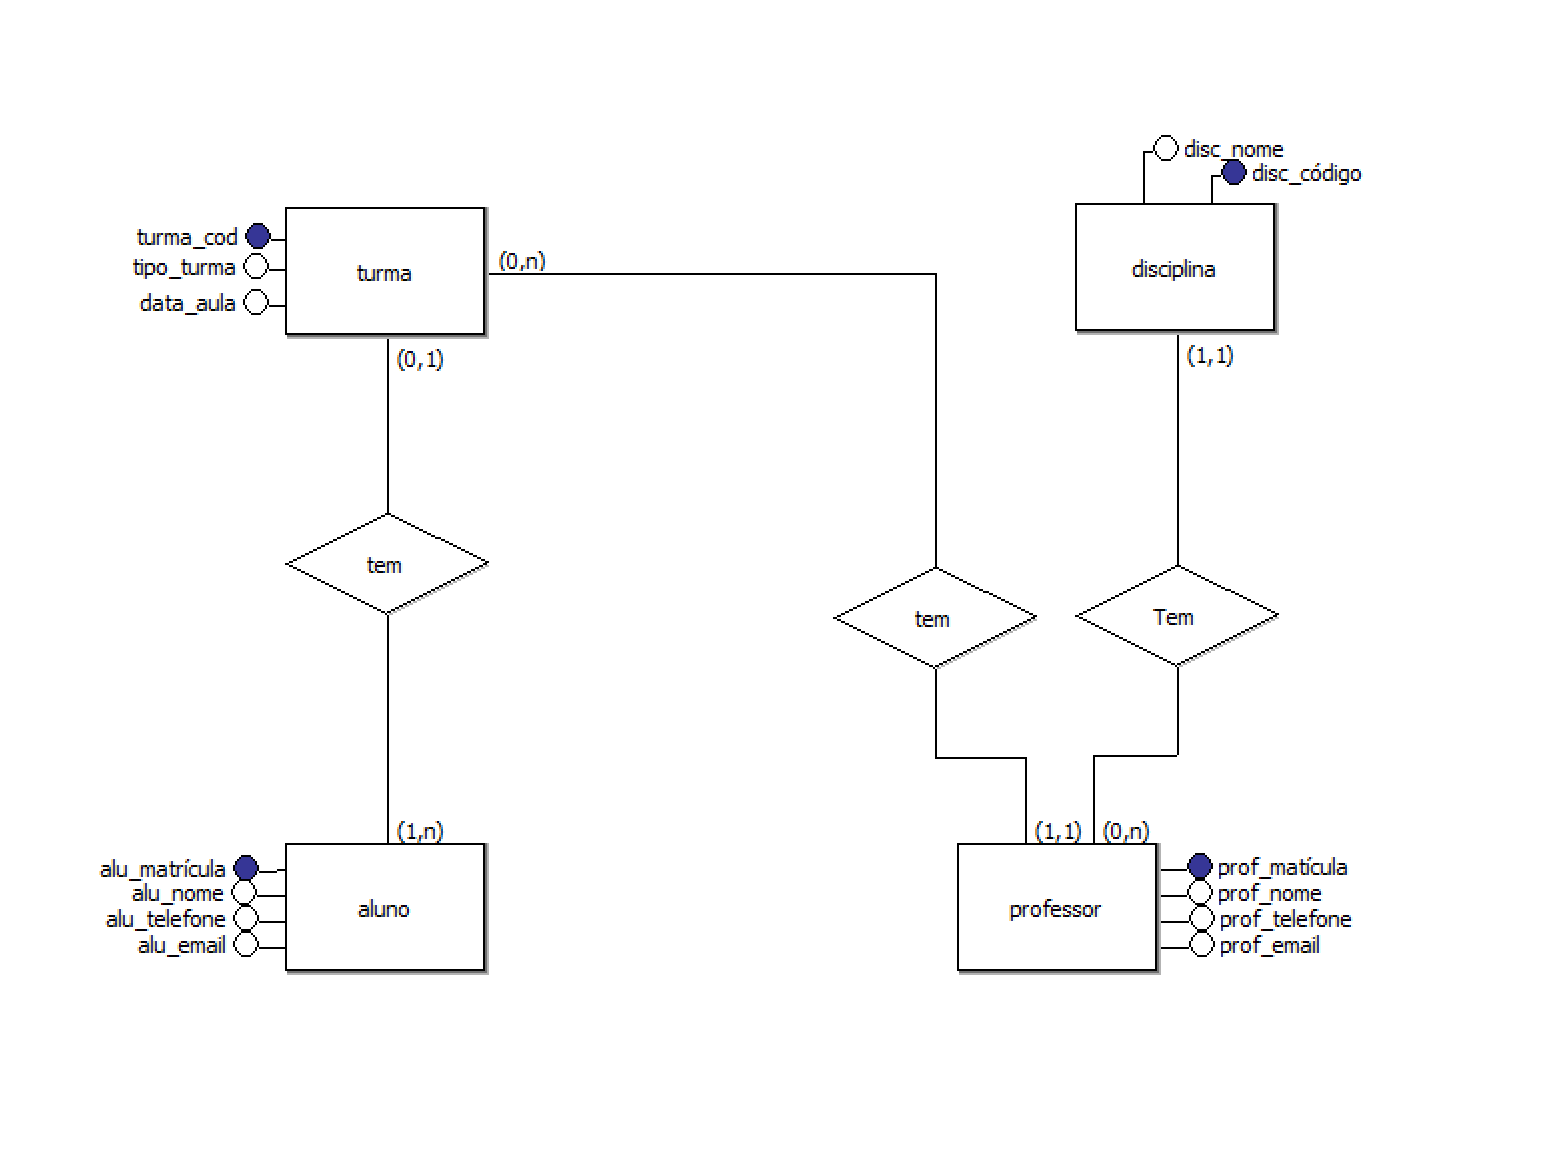 disc_nome
disc_código
turma_cod
tipo_turma
data_aula
turma
(0,n)
disciplina
(0,1)
(1,1)
tem
tem
Tem
(1,n)
(1,1)
(0,n)
alu_matrícula
alu_nome
alu_telefone
alu_email
aluno
professor
prof_matícula
prof_nome
prof_telefone
prof_email